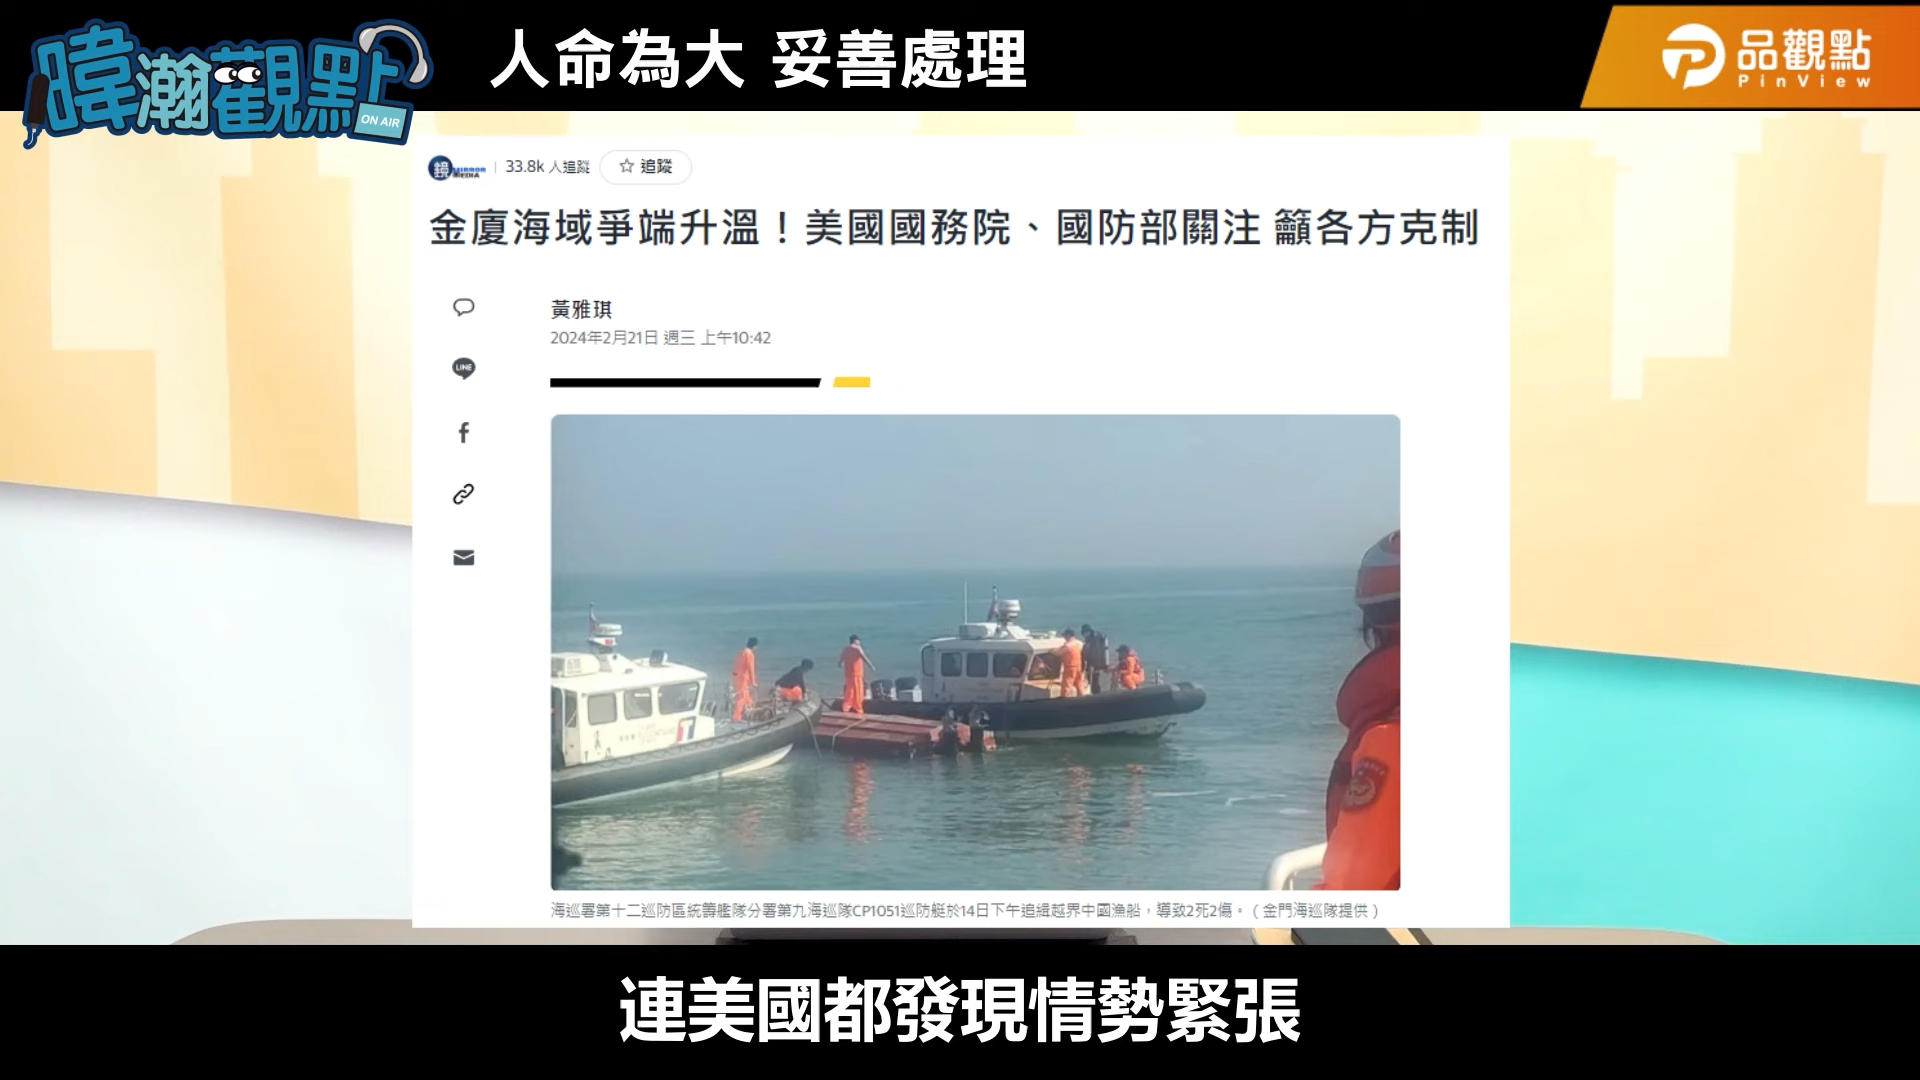 暐瀚觀點
ON AIR
人命為大 妥善處理
品觀點
PinView
鏡 MIRROR MEDIA
33.8k 人追蹤
追蹤
金廈海域爭端升溫！美國國務院、國防部關注 籲各方克制
黃雅琪
2024年2月21日 週三 上午10:42
LINE
海巡署第十二巡防區統籌艦隊分署第九海巡隊CP1051巡防艇於14日下午追緝越界中國漁船，導致2死2傷。（金門海巡隊提供）
連美國都發現情勢緊張